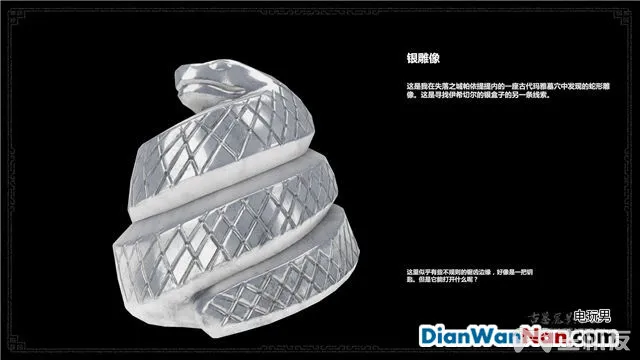 银雕像
这是我在失落之城帕依提提内的一座古代玛雅墓穴中发现的蛇形雕
像。这是寻找伊希切尔的银盒子的另一条线索。
这里似乎有些不规则的锯齿边缘，好像是一把钥
匙。但是它能打开什么呢？
电玩男
DianWanNan.com